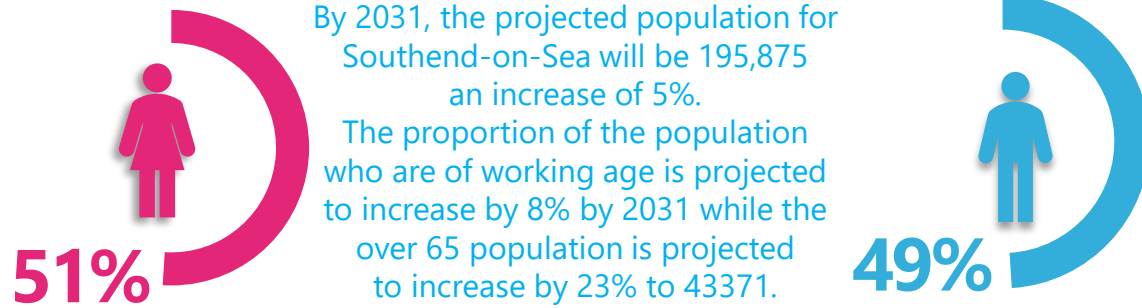 By 2031, the projected population for
Southend-on-Sea will be 195,875
an increase of 5%.
The proportion of the population
who are of working age is projected
to increase by 8% by 2031 while the
over 65 population is projected
to increase by 23% to 43371.
51%
49%